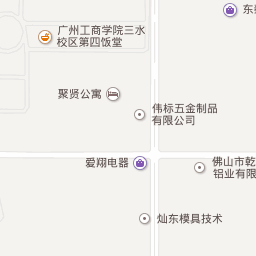 东
广州工商学院三水
校区第四饭堂
聚贤公寓
伟标五金制品
有限公司
爱翔电器
佛山市乾
铝业有限
灿东模具技术